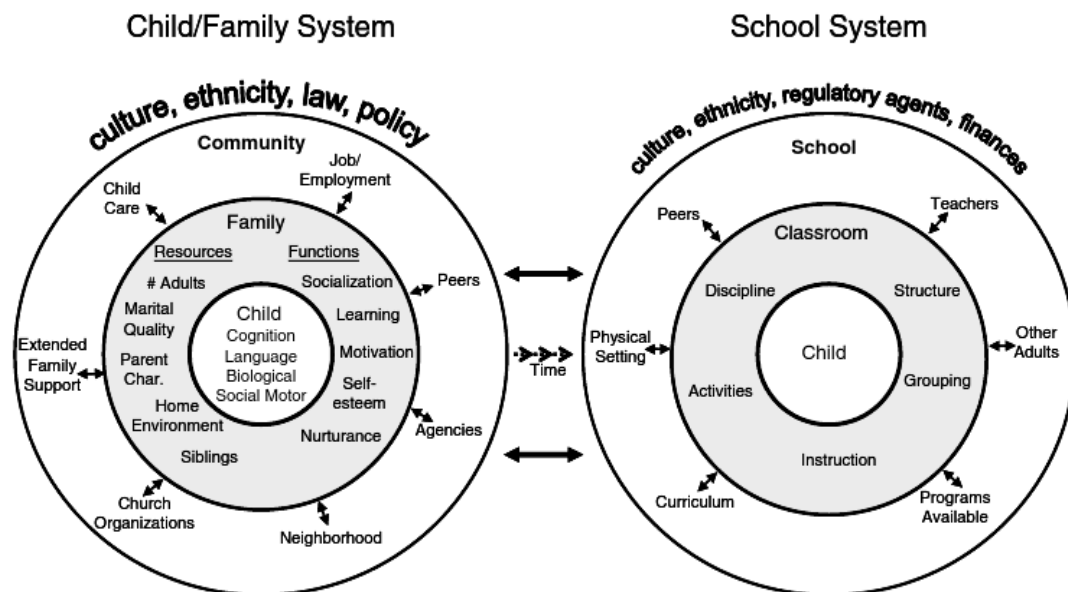 Child/Family System
culture, ethnicity, law, policy
Community
Child
Care
Job/
Employment
Peers
Extended
Family
Support
Agencies
Church
Organizations
Neighborhood
Family
Resources
# Adults
Marital
Quality
Parent
Char.
Home
Environment
Siblings
Functions
Socialization
Learning
Motivation
Self-
esteem
Nurturance
Child
Cognition
Language
Biological
Social Motor
Time
School System
culture, ethnicity, regulatory agents, finances
School
Peers
Teachers
Physical
Setting
Other
Adults
Curriculum
Programs
Available
Classroom
Discipline
Structure
Activities
Grouping
Instruction
Child